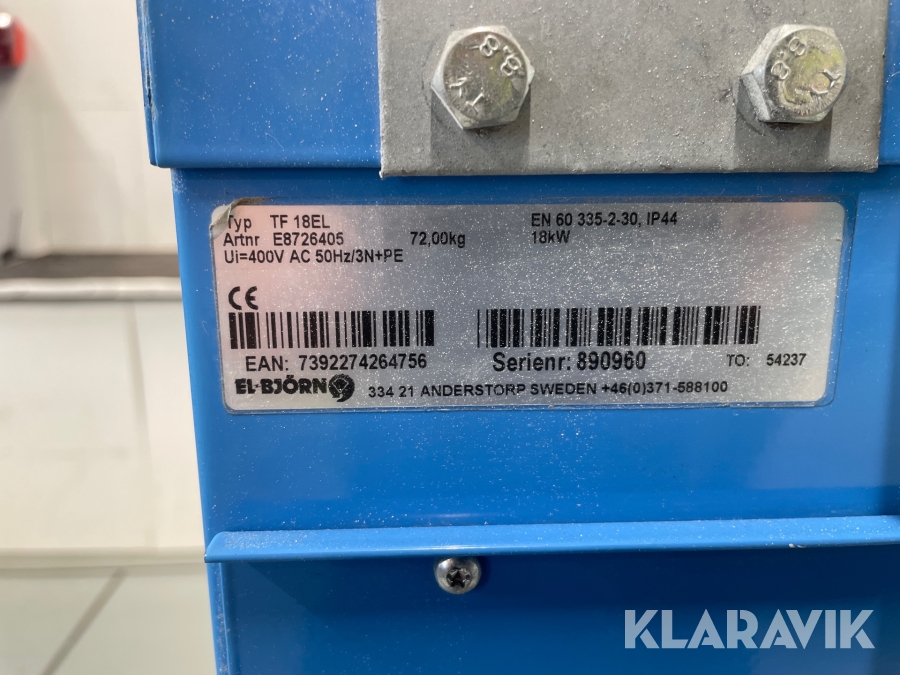 8.8
TY
8.8
TY
Typ TF 18EL EN 60 335-2-30, IP44
Artnr E8726405 72,00kg 18kW
Ui=400V AC 50Hz/3N+PE
CE
EAN: 7392274264756 Serienr: 890960 TO: 54237
EL-BJÖRN 334 21 ANDERSTORP SWEDEN +46(0)371-588100
KLARAVIK